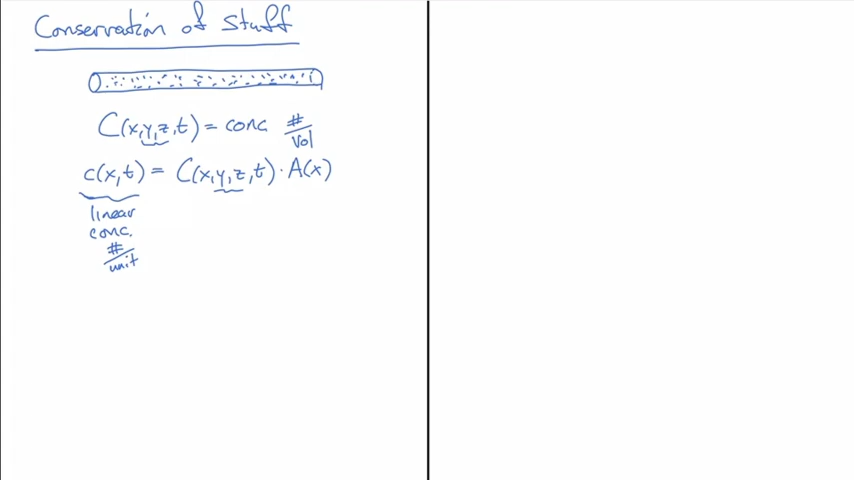 Conservation of Stuff
C(x,y,z,t) = conc #/Vol
c(x,t) = C(x,y,z,t)·A(x)
linear
conc.
#/unit